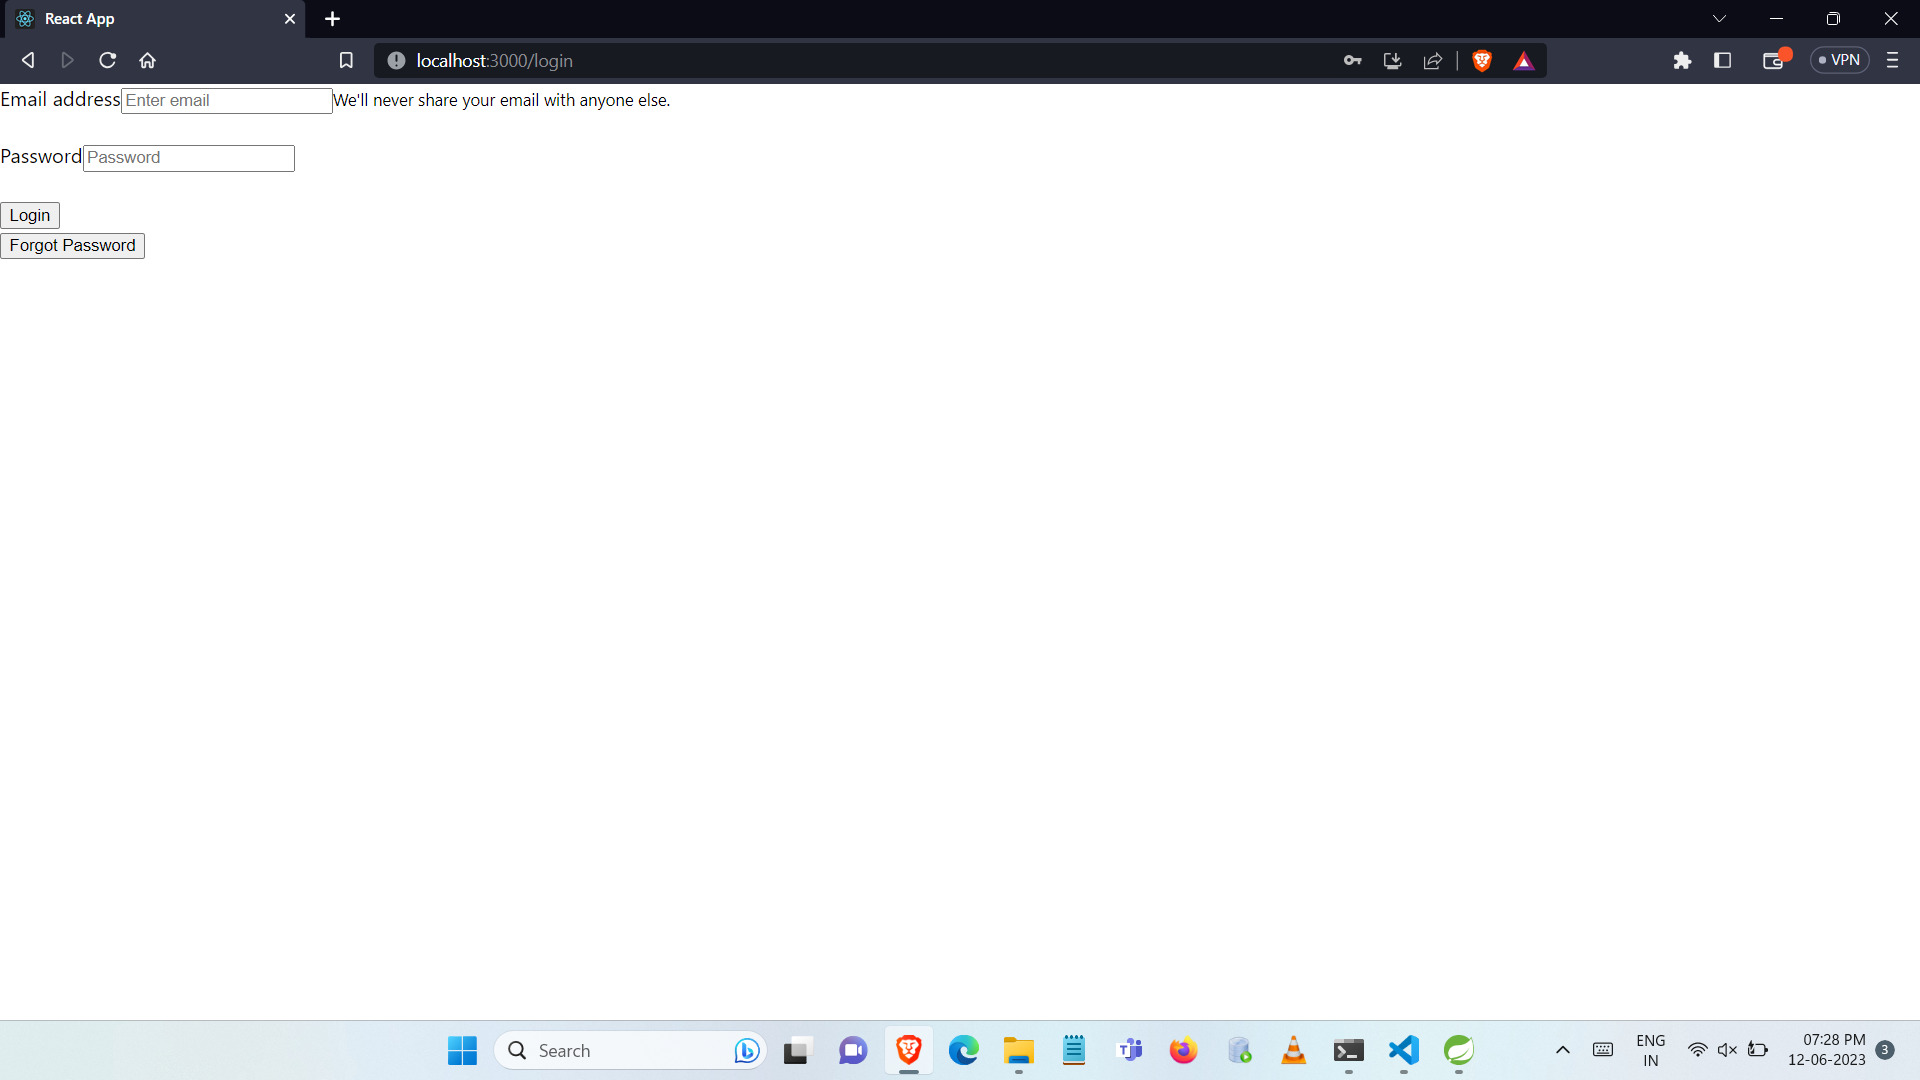 React App
localhost:3000/login
VPN
Email address Enter email We'll never share your email with anyone else.
Password Password
Login
Forgot Password
Search
ENG
IN
07:28 PM
12-06-2023
3